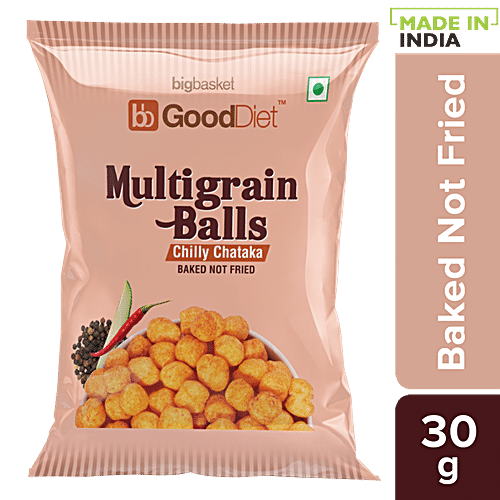 MADE IN
INDIA
bigbasket
bb GoodDiet™
Multigrain
Balls
Chilly Chataka
BAKED NOT FRIED
Baked Not Fried
30
g